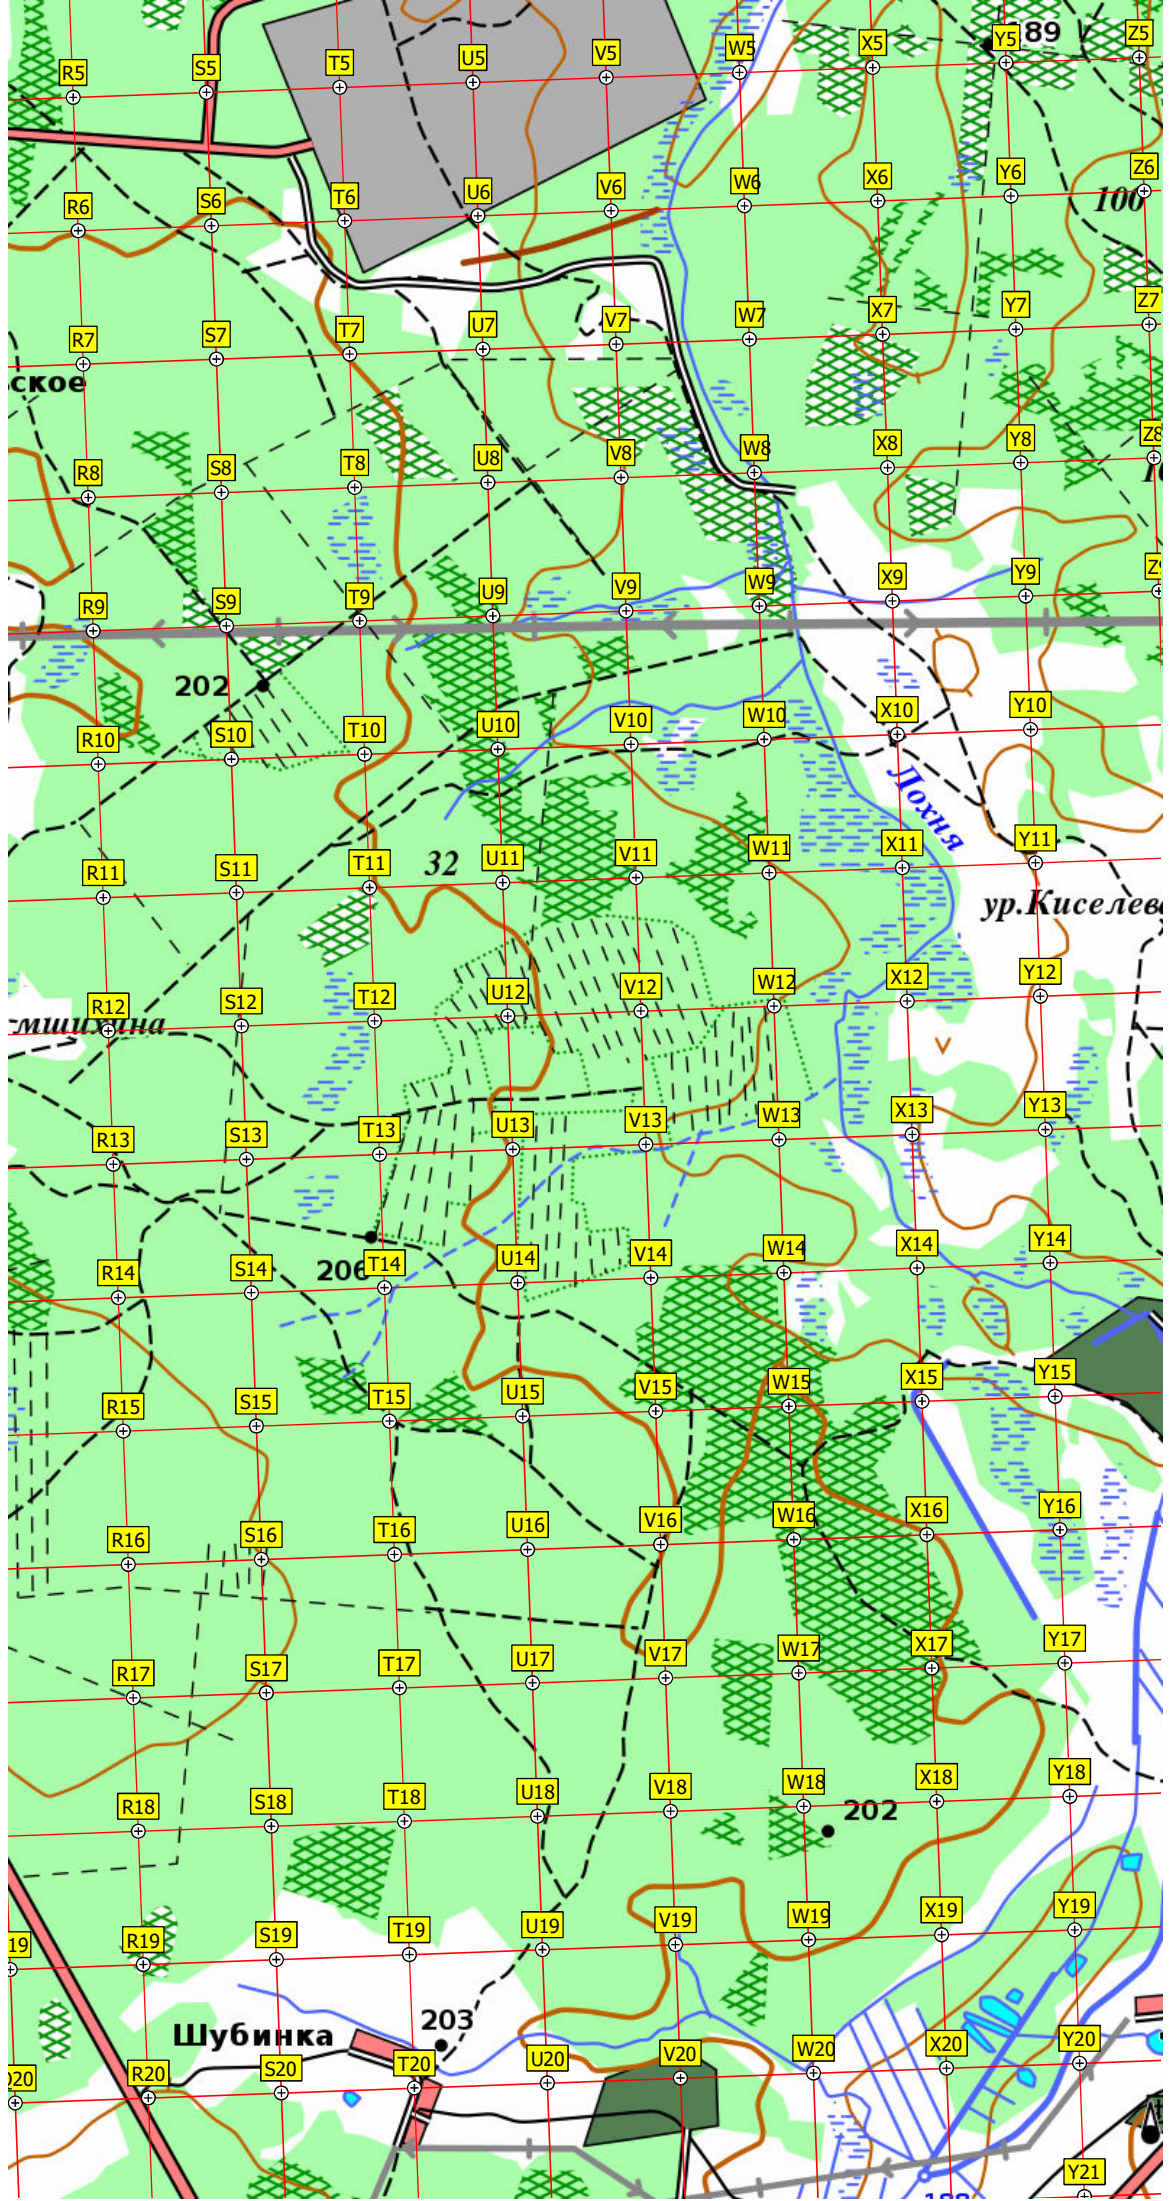 189
R5 S5 T5 U5 V5 W5 X5 Y5 Z5
100
R6 S6 T6 U6 V6 W6 X6 Y6 Z6
R7 S7 T7 U7 V7 W7 X7 Y7 Z7
ское
R8 S8 T8 U8 V8 W8 X8 Y8 Z8
R9 S9 T9 U9 V9 W9 X9 Y9
202
R10 S10 T10 U10 V10 W10 X10 Y10
Лохня
32
R11 S11 T11 U11 V11 W11 X11 Y11
ур.Киселев
R12 S12 T12 U12 V12 W12 X12 Y12
R13 S13 T13 U13 V13 W13 X13 Y13
206
R14 S14 T14 U14 V14 W14 X14 Y14
R15 S15 T15 U15 V15 W15 X15 Y15
R16 S16 T16 U16 V16 W16 X16 Y16
R17 S17 T17 U17 V17 W17 X17 Y17
R18 S18 T18 U18 V18 W18 X18 Y18
202
19 R19 S19 T19 U19 V19 W19 X19 Y19
Шубинка 203
20 R20 S20 T20 U20 V20 W20 X20 Y20
Y21